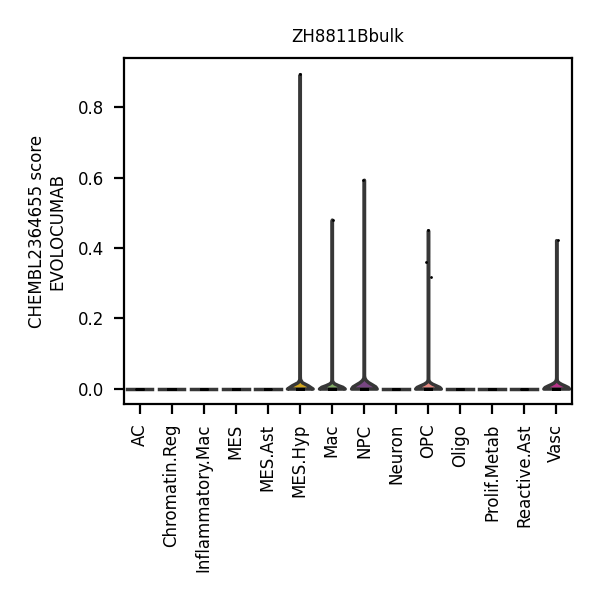 ZH8811Bbulk
CHEMBL2364655 score
EVOLOCUMAB
0.8
0.6
0.4
0.2
0.0
AC
Chromatin.Reg
Inflammatory.Mac
MES
MES.Ast
MES.Hyp
Mac
NPC
Neuron
OPC
Oligo
Prolif.Metab
Reactive.Ast
Vasc